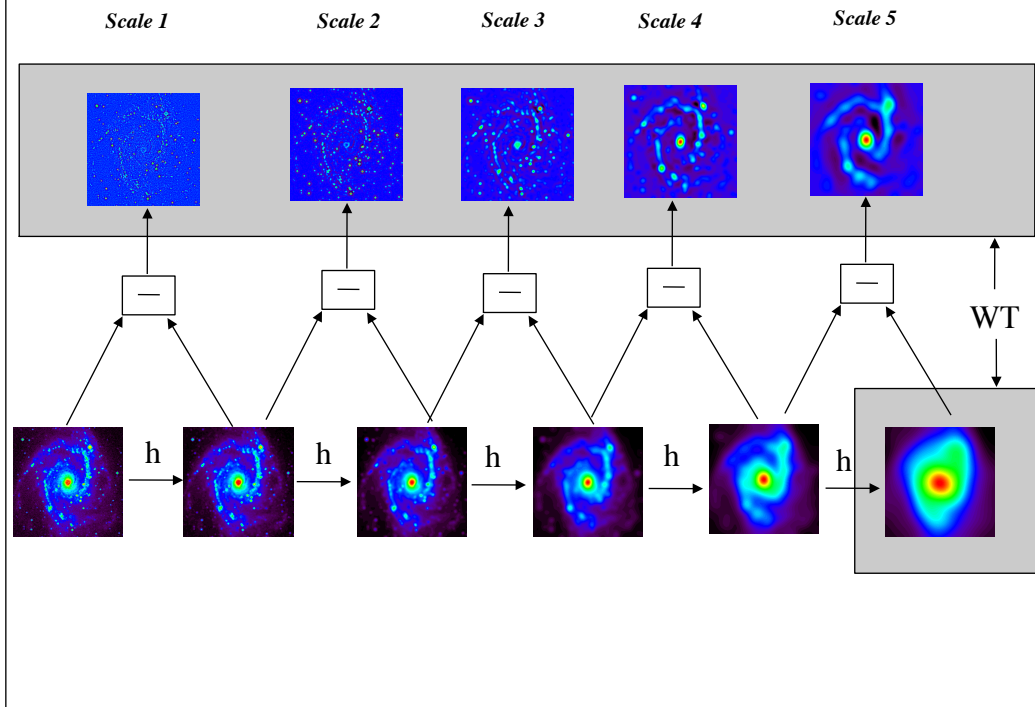 Scale 1 Scale 2 Scale 3 Scale 4 Scale 5
— — — — —
WT
h h h h h